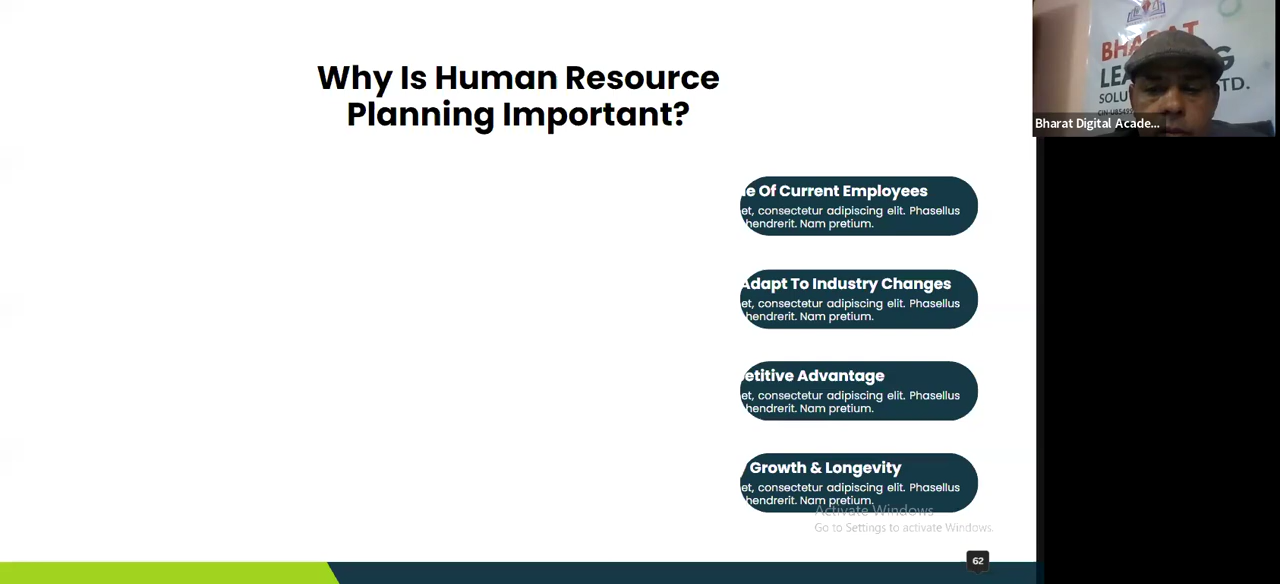 Why Is Human Resource
Planning Important?
Of Current Employees
et, consectetur adipiscing elit. Phasellus
hendrerit. Nam pretium.
Adapt To Industry Changes
et, consectetur adipiscing elit. Phasellus
hendrerit. Nam pretium.
etitive Advantage
et, consectetur adipiscing elit. Phasellus
hendrerit. Nam pretium.
Growth & Longevity
et, consectetur adipiscing elit. Phasellus
hendrerit. Nam pretium.
Activate Windows
Go to Settings to activate Windows.
62
Bharat Digital Acade...